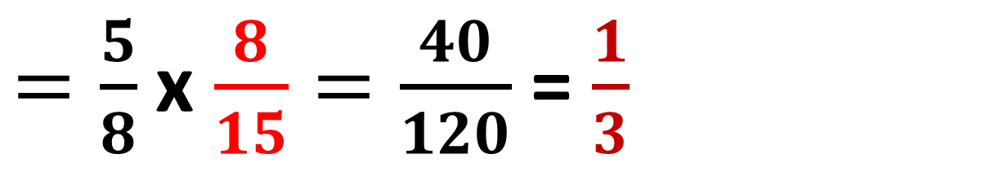 = 5/8 x 8/15 = 40/120 = 1/3